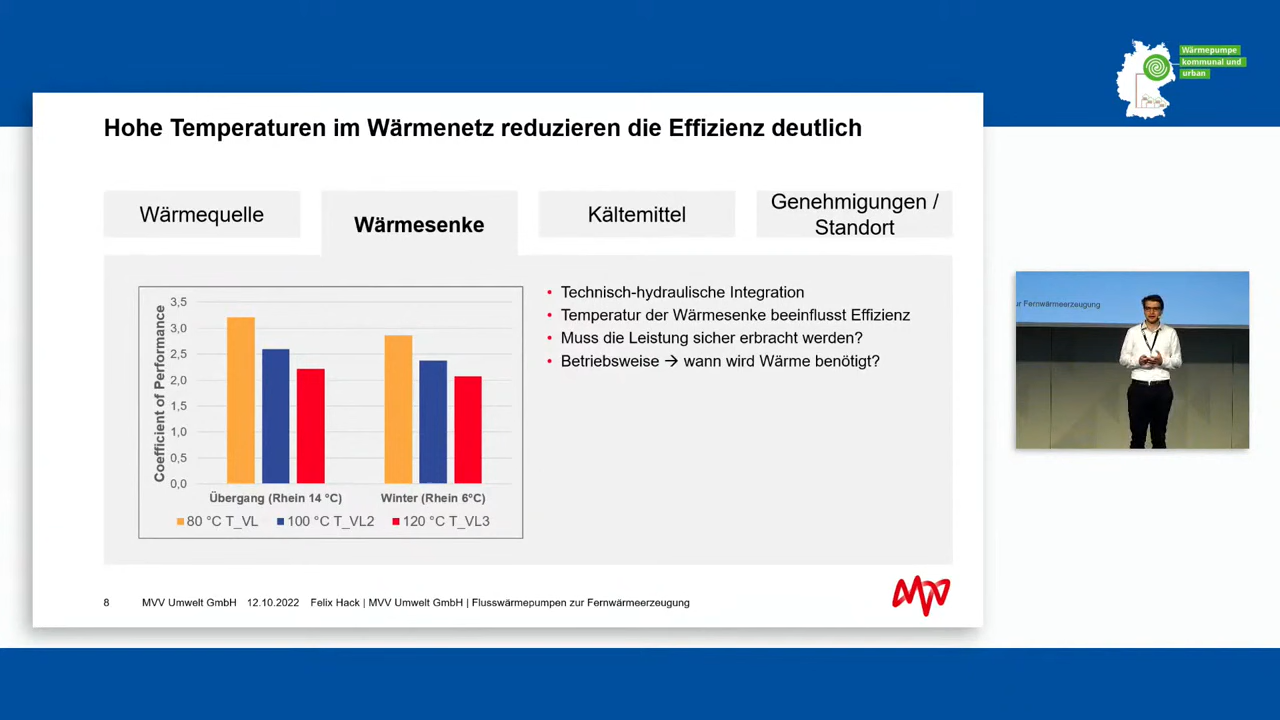 Wärmepumpe
kommunal und
urban
Hohe Temperaturen im Wärmenetz reduzieren die Effizienz deutlich
Wärmequelle
Wärmesenke
Kältemittel
Genehmigungen /
Standort
Coefficient of Performance
3,5
3,0
2,5
2,0
1,5
1,0
0,5
0,0
Übergang (Rhein 14 °C)
Winter (Rhein 6°C)
80 °C T_VL
100 °C T_VL2
120 °C T_VL3
• Technisch-hydraulische Integration
• Temperatur der Wärmesenke beeinflusst Effizienz
• Muss die Leistung sicher erbracht werden?
• Betriebsweise → wann wird Wärme benötigt?
ur Fernwärmeerzeugung
8 MVV Umwelt GmbH 12.10.2022 Felix Hack | MVV Umwelt GmbH | Flusswärmepumpen zur Fernwärmeerzeugung
MVV